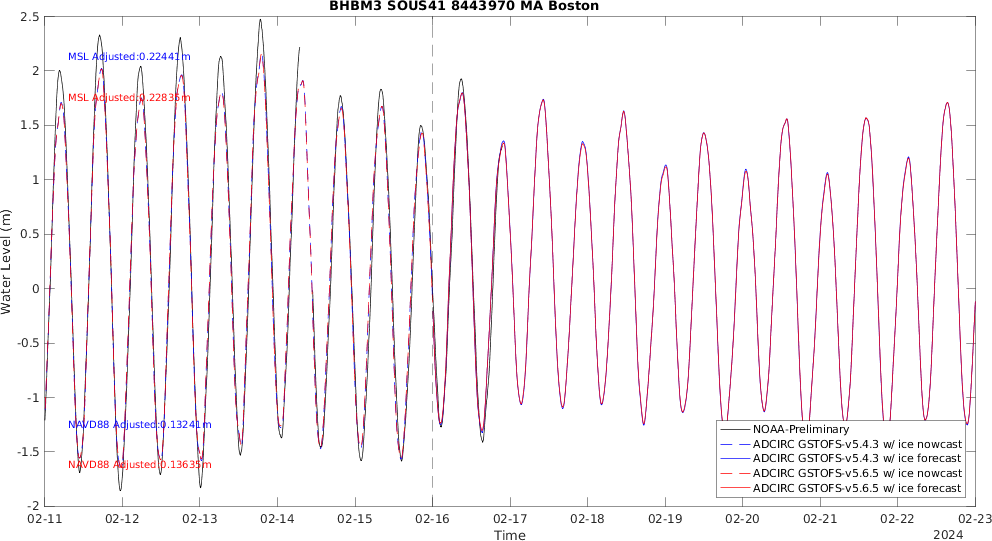 BHBM3 SOUS41 8443970 MA Boston
Water Level (m)
2.5
2
1.5
1
0.5
0
-0.5
-1
-1.5
-2
MSL Adjusted:0.22441m
MSL Adjusted:0.22835m
NAVD88 Adjusted:0.13241m
NAVD88 Adjusted:0.13635m
NOAA-Preliminary
ADCIRC GSTOFS-v5.4.3 w/ ice nowcast
ADCIRC GSTOFS-v5.4.3 w/ ice forecast
ADCIRC GSTOFS-v5.6.5 w/ ice nowcast
ADCIRC GSTOFS-v5.6.5 w/ ice forecast
02-11 02-12 02-13 02-14 02-15 02-16 02-17 02-18 02-19 02-20 02-21 02-22 02-23
Time
2024